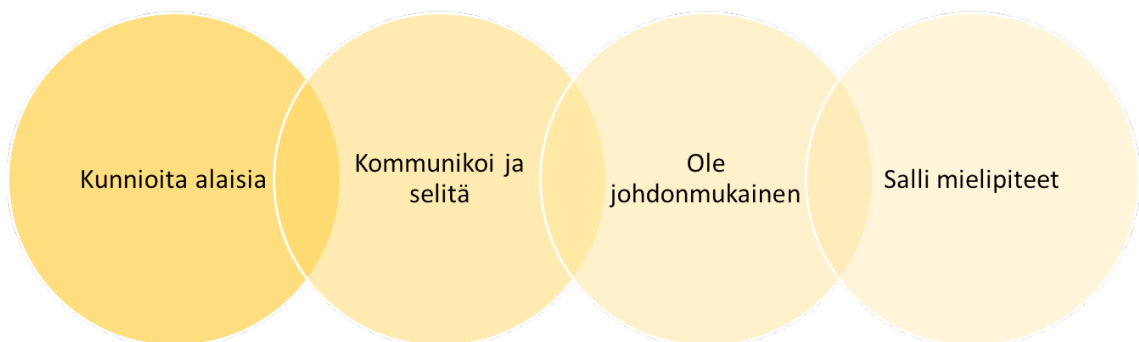 Kunnioita alaisia
Kommunikoi ja
selitä
Ole
johdonmukainen
Salli mielipiteet